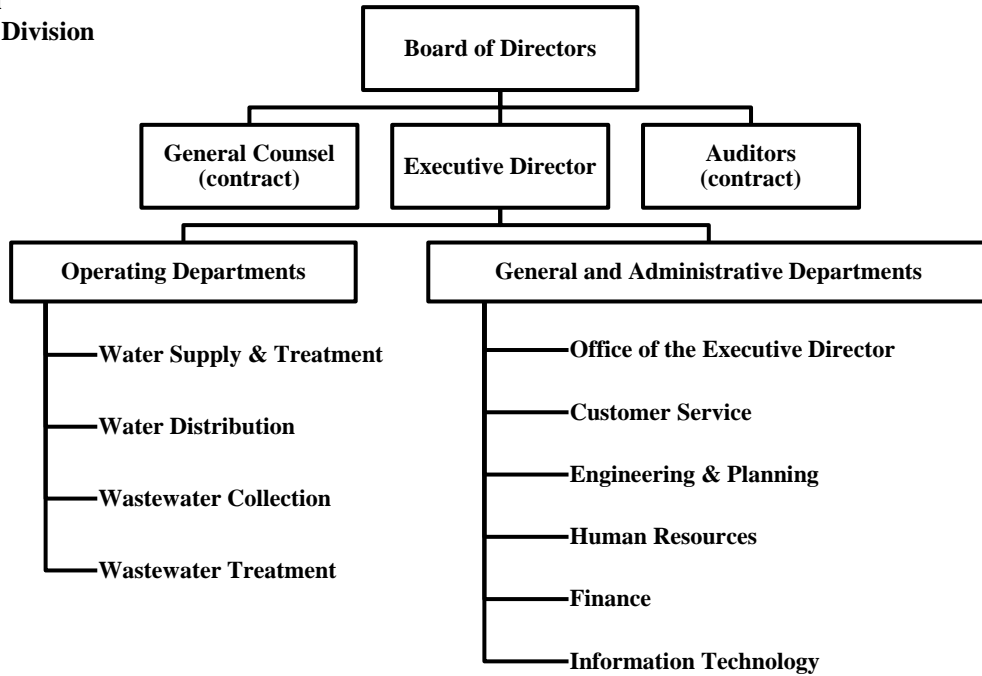 Division
Board of Directors
General Counsel
(contract)
Executive Director
Auditors
(contract)
Operating Departments
General and Administrative Departments
Water Supply & Treatment
Water Distribution
Wastewater Collection
Wastewater Treatment
Office of the Executive Director
Customer Service
Engineering & Planning
Human Resources
Finance
Information Technology